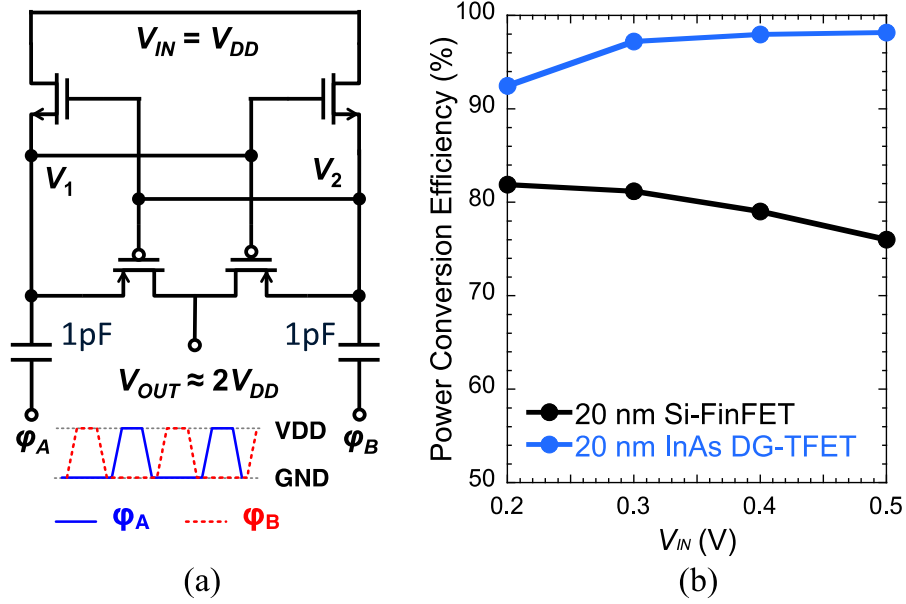 V_IN = V_DD
V_1
V_2
1pF
1pF
V_OUT ≈ 2V_DD
φ_A
φ_B
VDD
GND
φ_A
φ_B
(a)
Power Conversion Efficiency (%)
100
90
80
70
60
50
20 nm Si-FinFET
20 nm InAs DG-TFET
0.2
0.3
0.4
0.5
V_IN (V)
(b)